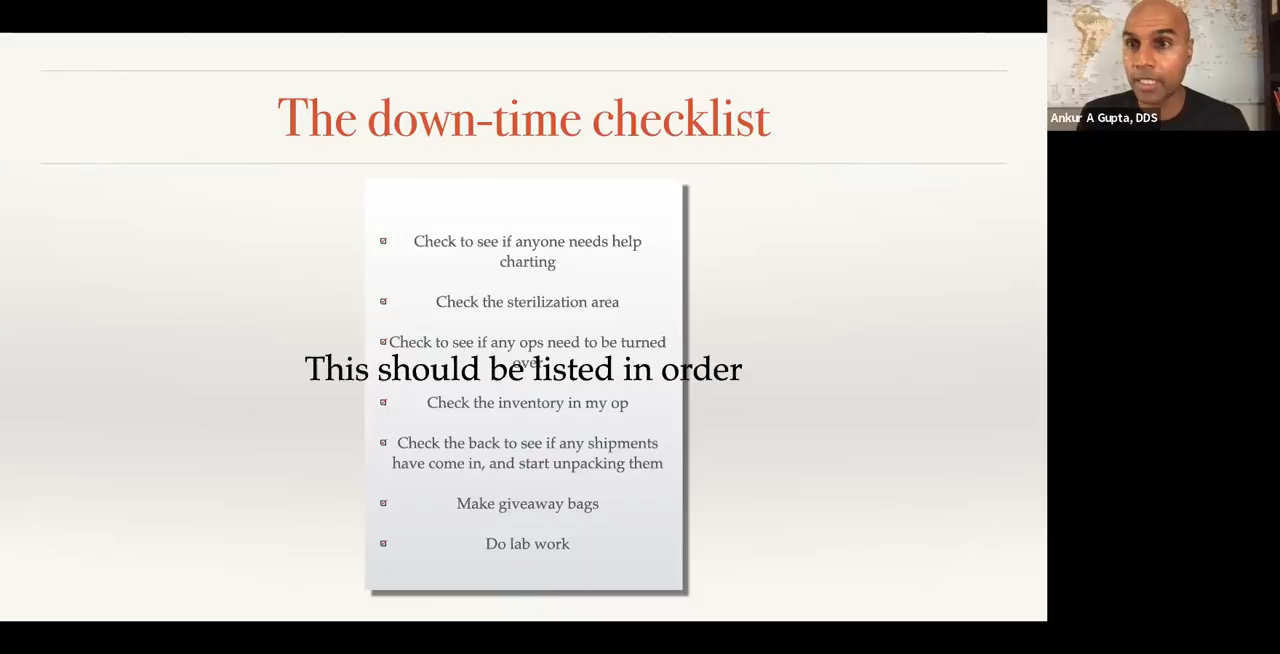 The down-time checklist
Check to see if anyone needs help
charting
Check the sterilization area
Check to see if any ops need to be turned
over
This should be listed in order
Check the inventory in my op
Check the back to see if any shipments
have come in, and start unpacking them
Make giveaway bags
Do lab work
Ankur A Gupta, DDS